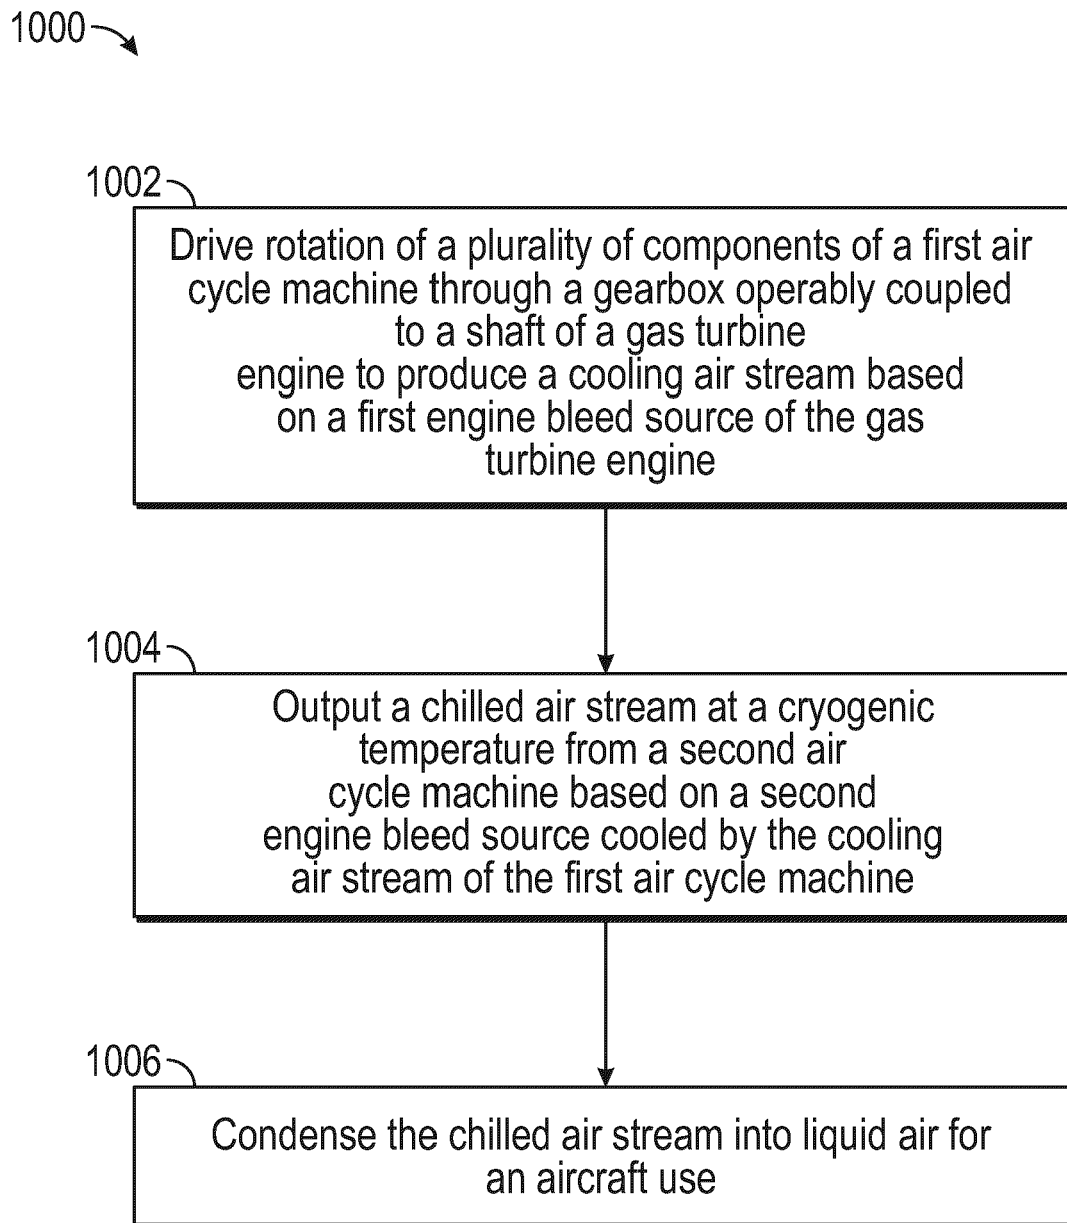 1000
1002
Drive rotation of a plurality of components of a first air
cycle machine through a gearbox operably coupled
to a shaft of a gas turbine
engine to produce a cooling air stream based
on a first engine bleed source of the gas
turbine engine
1004
Output a chilled air stream at a cryogenic
temperature from a second air
cycle machine based on a second
engine bleed source cooled by the cooling
air stream of the first air cycle machine
1006
Condense the chilled air stream into liquid air for
an aircraft use